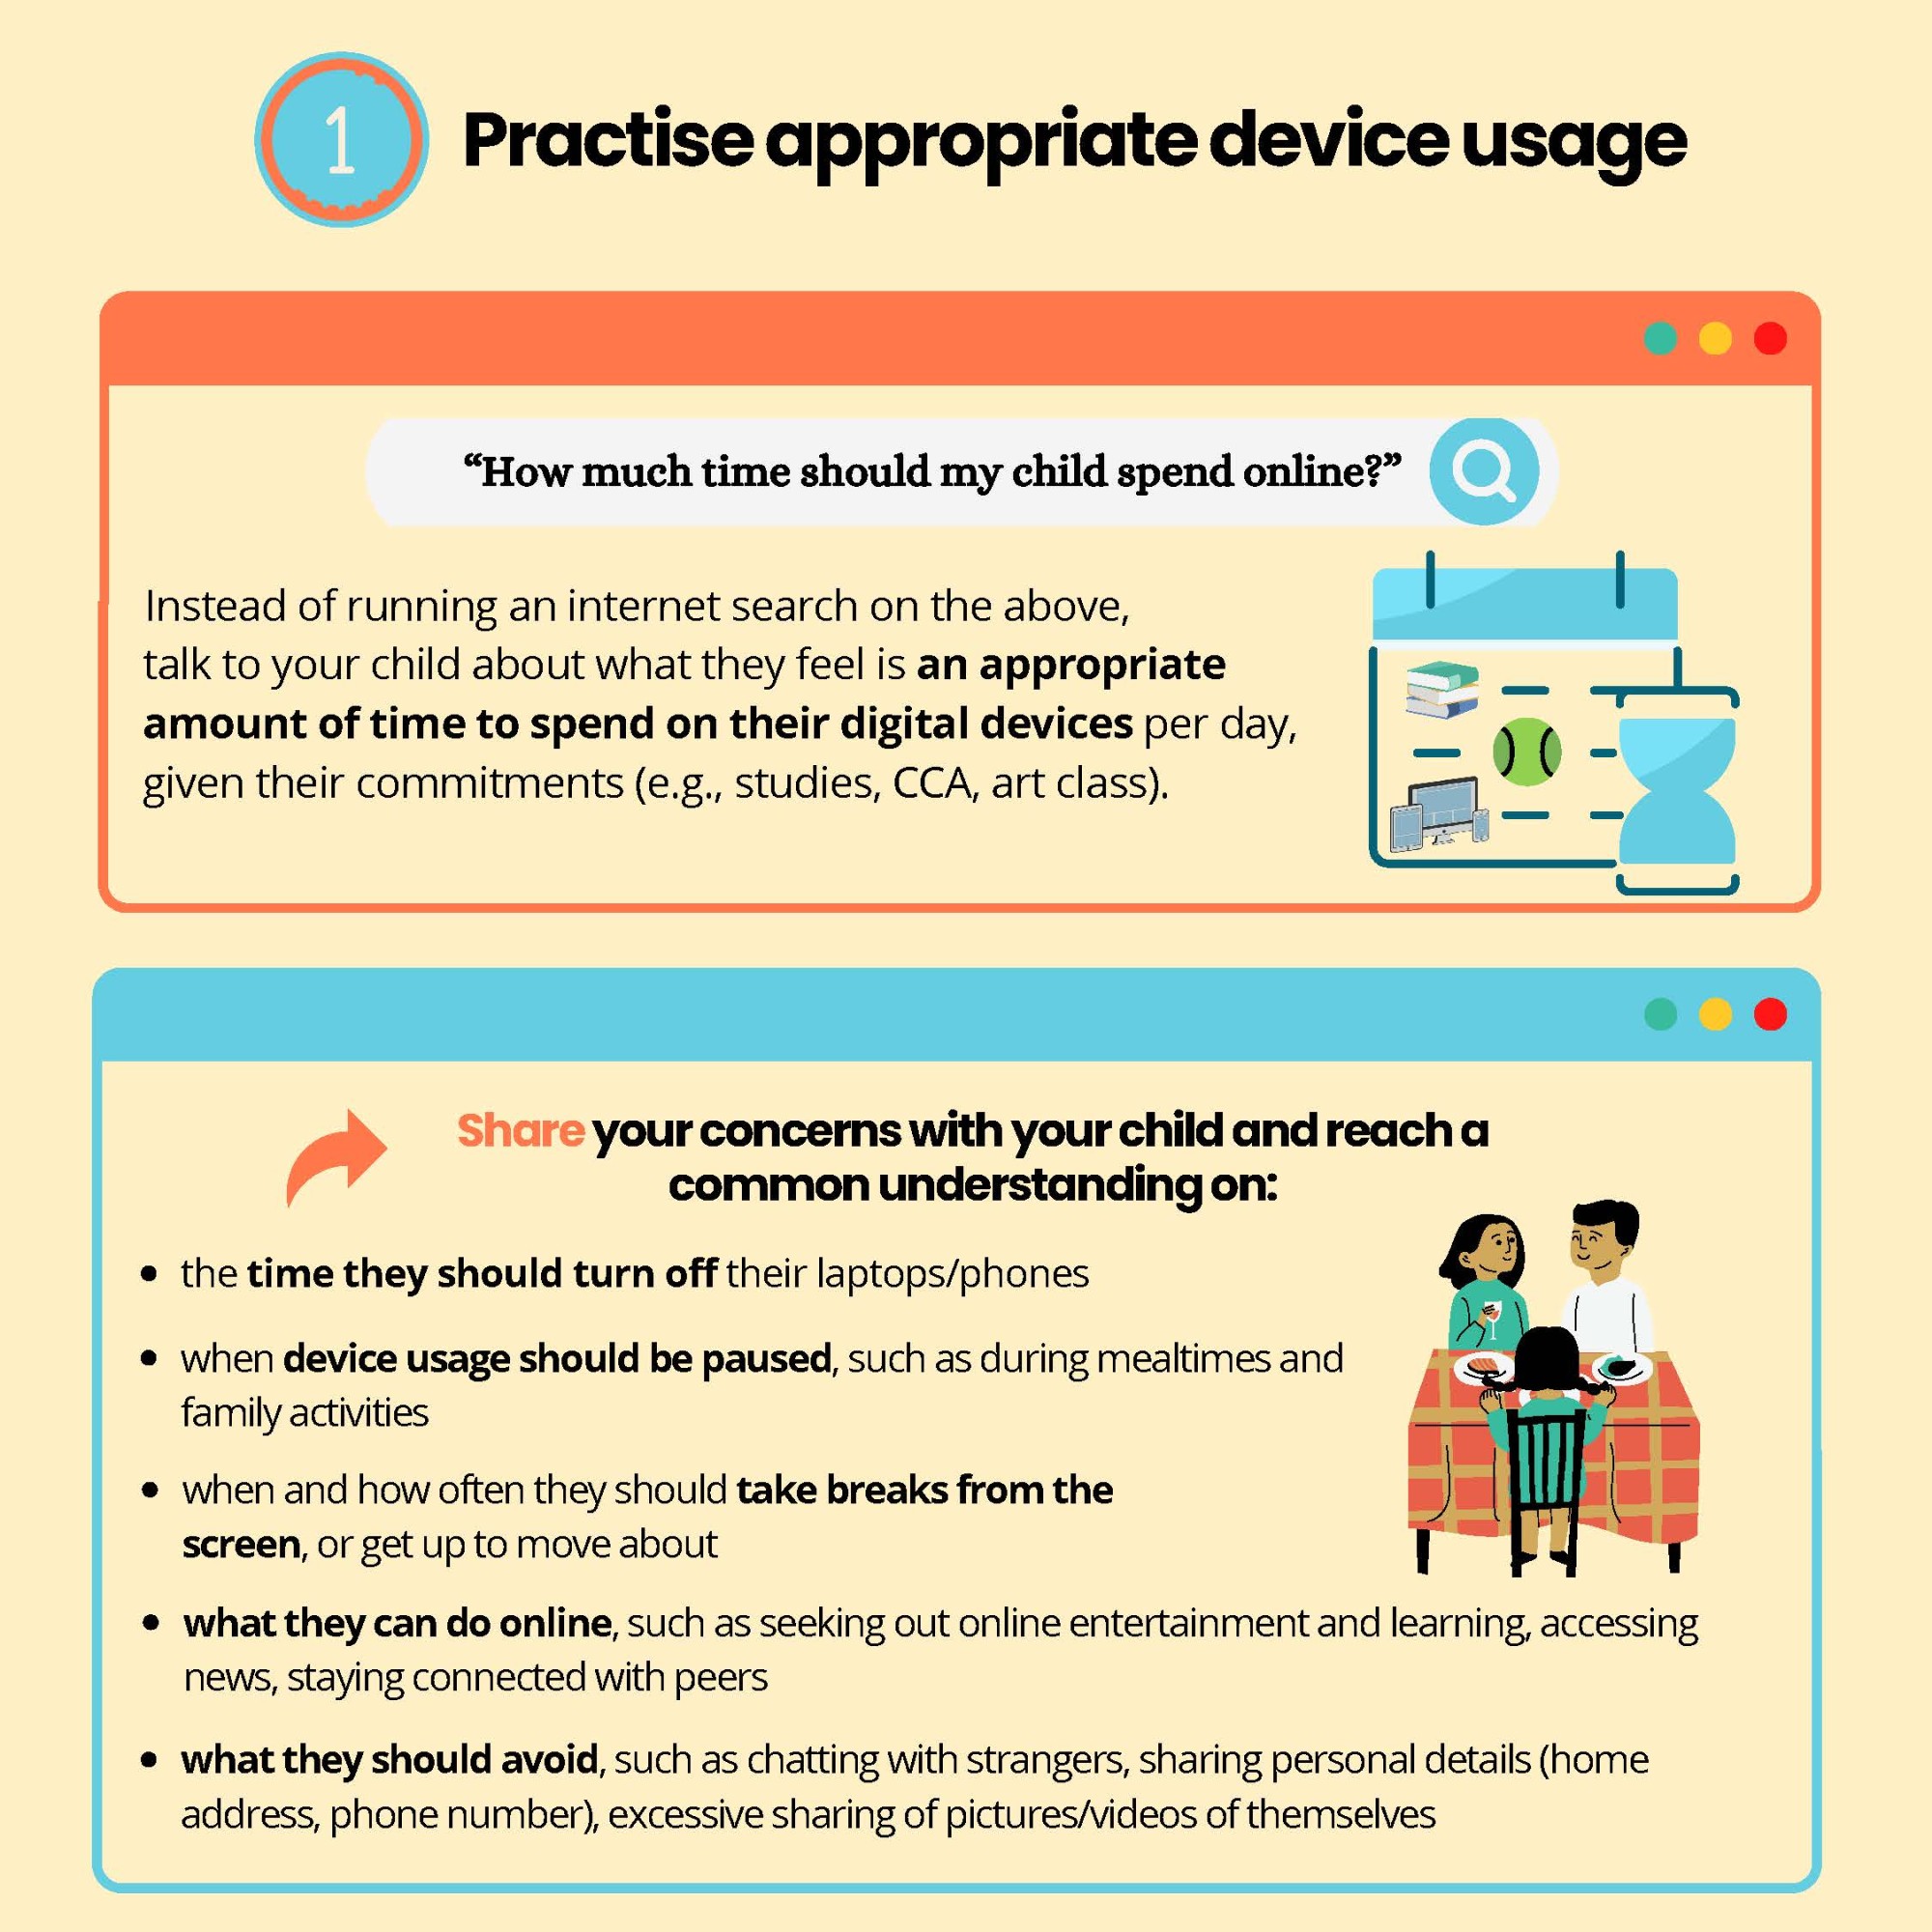 1
Practise appropriate device usage
“How much time should my child spend online?”
Instead of running an internet search on the above,
talk to your child about what they feel is an appropriate
amount of time to spend on their digital devices per day,
given their commitments (e.g., studies, CCA, art class).
Share your concerns with your child and reach a
common understanding on:
• the time they should turn off their laptops/phones
• when device usage should be paused, such as during mealtimes and
family activities
• when and how often they should take breaks from the
screen, or get up to move about
• what they can do online, such as seeking out online entertainment and learning, accessing
news, staying connected with peers
• what they should avoid, such as chatting with strangers, sharing personal details (home
address, phone number), excessive sharing of pictures/videos of themselves